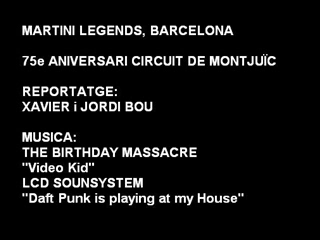 MARTINI LEGENDS, BARCELONA
75e ANIVERSARI CIRCUIT DE MONTJUÏC
REPORTATGE:
XAVIER i JORDI BOU
MUSICA:
THE BIRTHDAY MASSACRE
"Video Kid"
LCD SOUNSYSTEM
"Daft Punk is playing at my House"